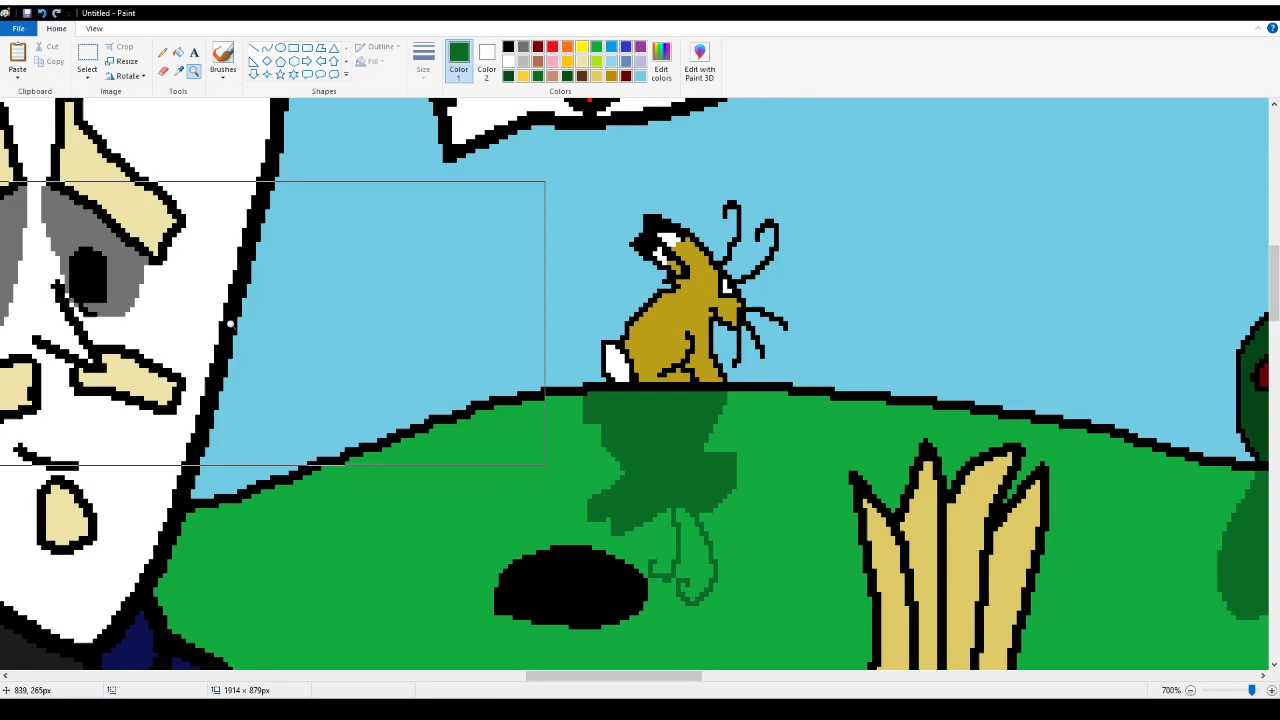 Untitled - Paint
File Home View
Paste
Cut
Copy
Clipboard
Select
Crop
Resize
Rotate
Image
A
Tools
Brushes
Outline
Fill
Shapes
Size
Color
1
Color
2
Edit
colors
Edit with
Paint 3D
Colors
839, 265px
1914 × 879px
700%